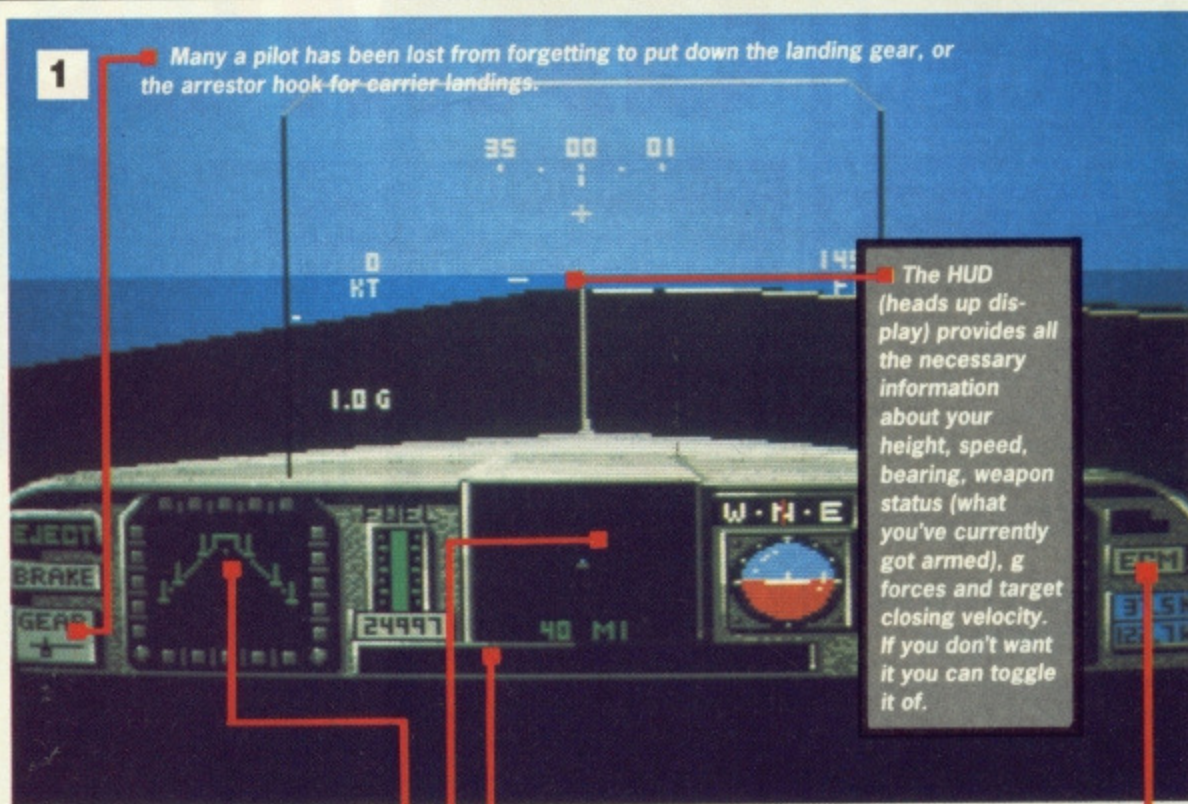 1
Many a pilot has been lost from forgetting to put down the landing gear, or
the arrestor hook for carrier landings.
35 00 01
0
KT
1.0 G
The HUD
(heads up dis-
play) provides all
the necessary
information
about your
height, speed,
bearing, weapon
status (what
you've currently
got armed), g
forces and target
closing velocity.
If you don't want
it you can toggle
it of.
EJECT
BRAKE
GEAR
FUEL
24997
40 MI
W·N·E
ECM